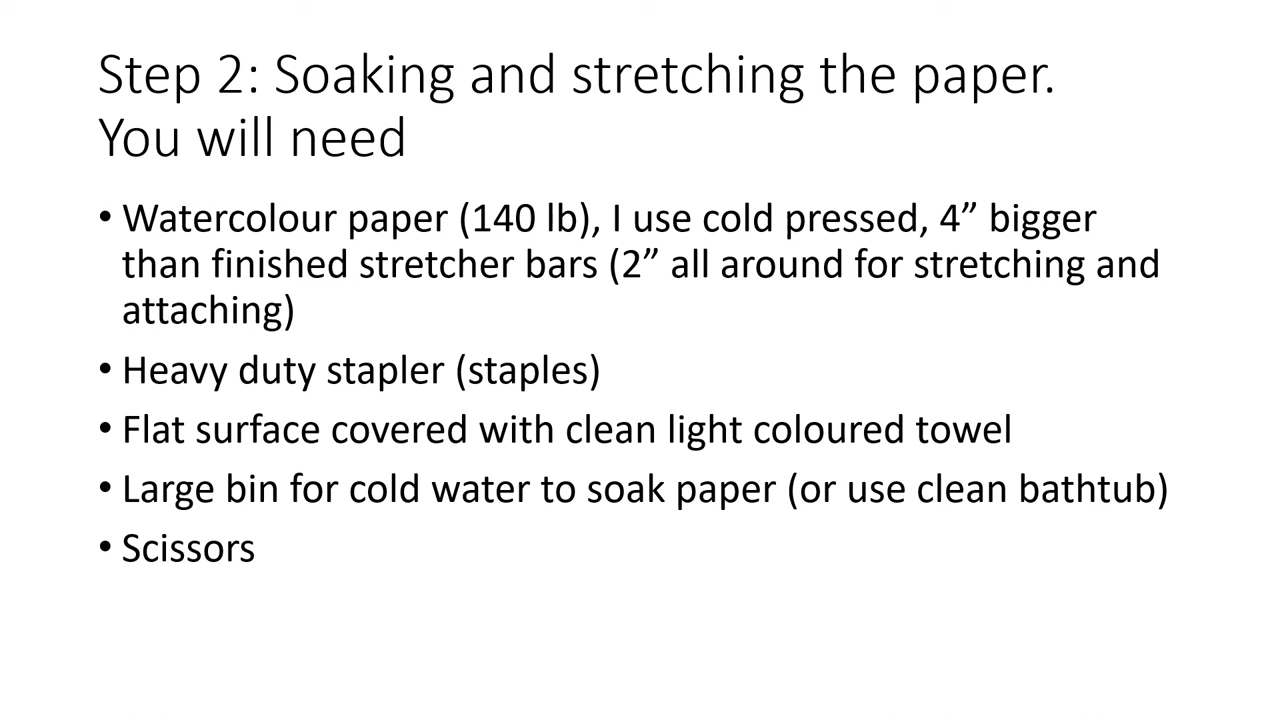 Step 2: Soaking and stretching the paper.
You will need
• Watercolour paper (140 lb), I use cold pressed, 4” bigger
than finished stretcher bars (2” all around for stretching and
attaching)
• Heavy duty stapler (staples)
• Flat surface covered with clean light coloured towel
• Large bin for cold water to soak paper (or use clean bathtub)
• Scissors